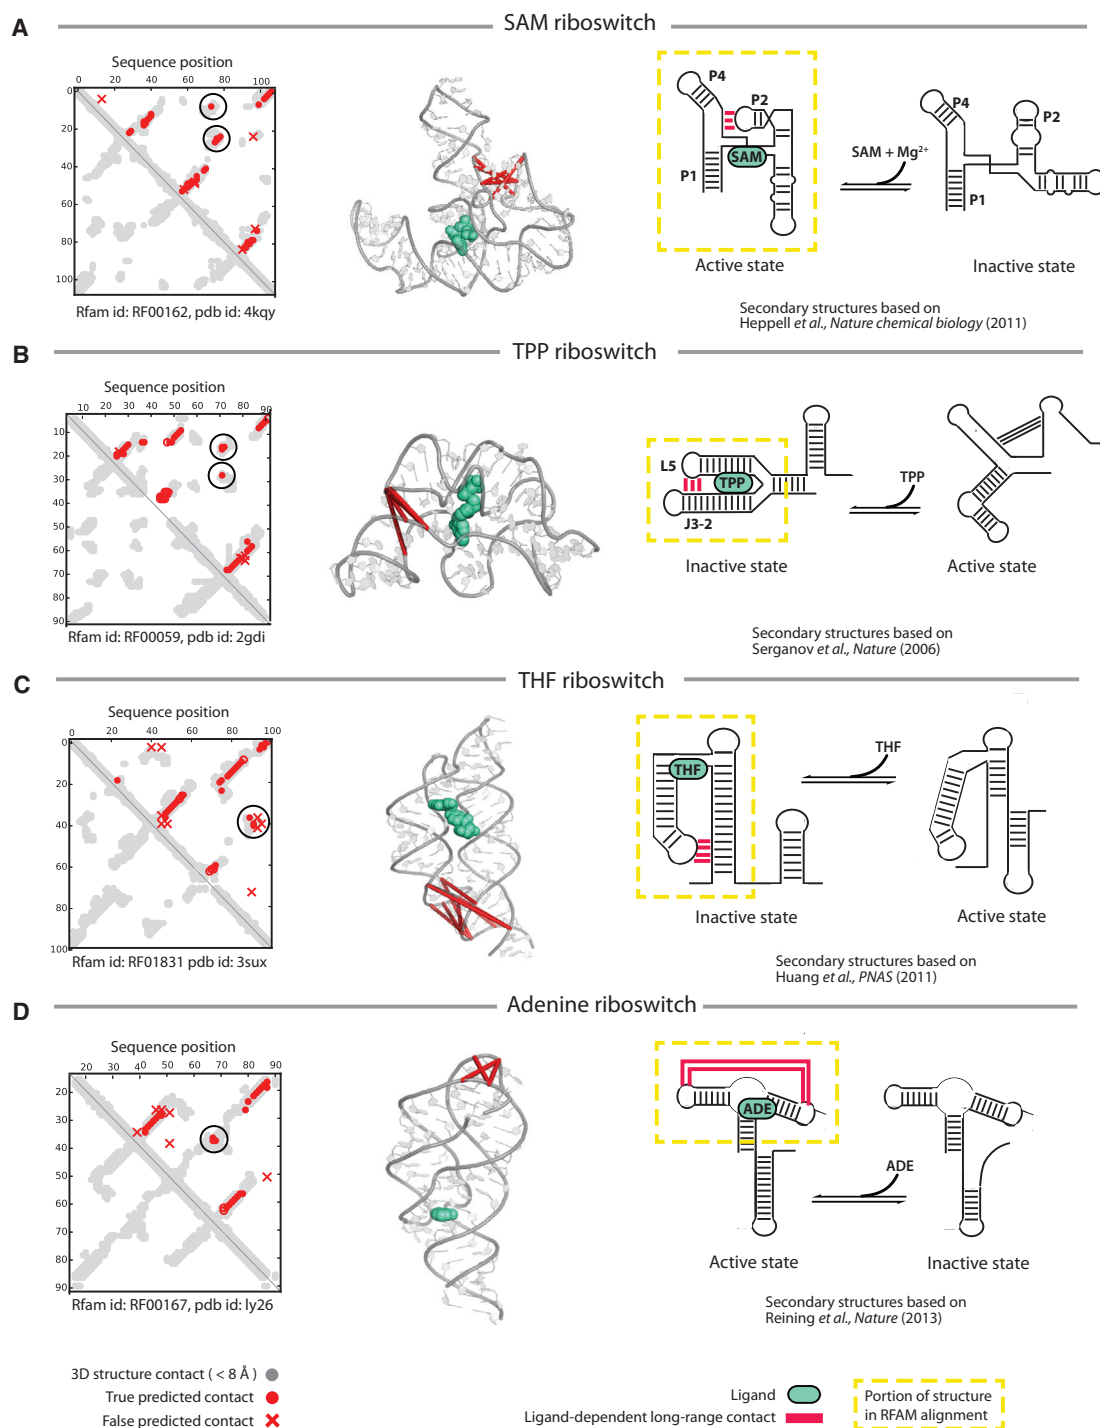 A
SAM riboswitch
Sequence position
0 20 40 60 80 100
0
20
40
60
80
100
Rfam id: RF00162, pdb id: 4kqy
P4
P2
SAM
P1
Active state
SAM + Mg²⁺
P4
P2
P1
Inactive state
Secondary structures based on
Heppell et al., Nature chemical biology (2011)
B
TPP riboswitch
Sequence position
10 20 30 40 50 60 70 80 90
10
20
30
40
50
60
70
80
90
Rfam id: RF00059, pdb id: 2gdi
L5
TPP
J3-2
Inactive state
TPP
Active state
Secondary structures based on
Serganov et al., Nature (2006)
C
THF riboswitch
Sequence position
0 20 40 60 80 100
0
20
40
60
80
100
Rfam id: RF01831 pdb id: 3sux
THF
Inactive state
THF
Active state
Secondary structures based on
Huang et al., PNAS (2011)
D
Adenine riboswitch
Sequence position
20 30 40 50 60 70 80 90
20
30
40
50
60
70
80
90
Rfam id: RF00167, pdb id: ly26
ADE
Active state
ADE
Inactive state
Secondary structures based on
Reining et al., Nature (2013)
3D structure contact ( < 8 Å )
True predicted contact
False predicted contact
Ligand
Ligand-dependent long-range contact
Portion of structure
in RFAM alignment